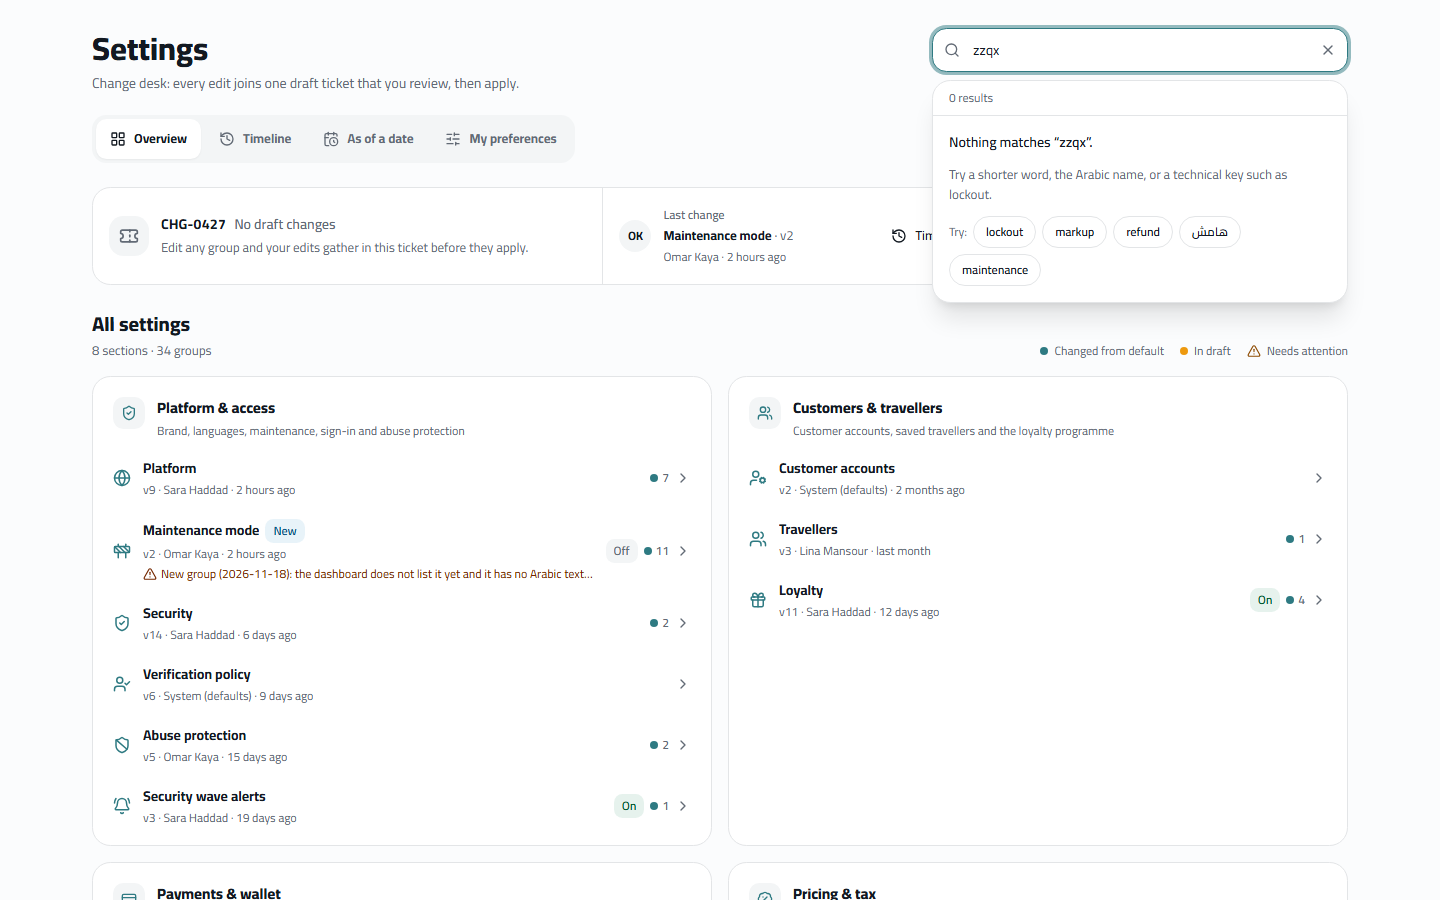 Settings
Change desk: every edit joins one draft ticket that you review, then apply.
zzqx
0 results
Nothing matches “zzqx”.
Try a shorter word, the Arabic name, or a technical key such as
lockout.
Try: lockout markup refund هامش
maintenance
Overview Timeline As of a date My preferences
CHG-0427 No draft changes
Edit any group and your edits gather in this ticket before they apply.
OK
Last change
Maintenance mode · v2
Omar Kaya · 2 hours ago
All settings
8 sections · 34 groups
Changed from default In draft Needs attention
Platform & access
Brand, languages, maintenance, sign-in and abuse protection
Platform
v9 · Sara Haddad · 2 hours ago
7
Maintenance mode New
v2 · Omar Kaya · 2 hours ago
Off 11
New group (2026-11-18): the dashboard does not list it yet and it has no Arabic text...
Security
v14 · Sara Haddad · 6 days ago
2
Verification policy
v6 · System (defaults) · 9 days ago
Abuse protection
v5 · Omar Kaya · 15 days ago
2
Security wave alerts
v3 · Sara Haddad · 19 days ago
On 1
Customers & travellers
Customer accounts, saved travellers and the loyalty programme
Customer accounts
v2 · System (defaults) · 2 months ago
Travellers
v3 · Lina Mansour · last month
1
Loyalty
v11 · Sara Haddad · 12 days ago
On 4
Payments & wallet
Pricing & tax